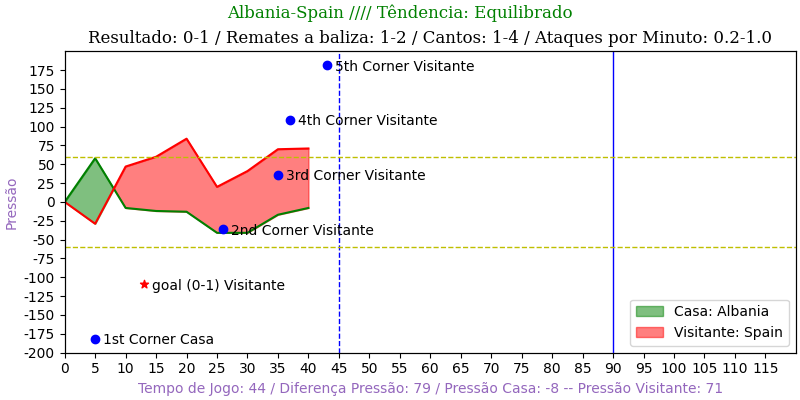 Albania-Spain //// Têndencia: Equilibrado
Resultado: 0-1 / Remates a baliza: 1-2 / Cantos: 1-4 / Ataques por Minuto: 0.2-1.0
175
150
125
100
75
50
25
0
-25
-50
-75
-100
-125
-150
-175
-200
Pressão
5th Corner Visitante
4th Corner Visitante
3rd Corner Visitante
2nd Corner Visitante
goal (0-1) Visitante
1st Corner Casa
Casa: Albania
Visitante: Spain
0 5 10 15 20 25 30 35 40 45 50 55 60 65 70 75 80 85 90 95 100 105 110 115
Tempo de Jogo: 44 / Diferença Pressão: 79 / Pressão Casa: -8 -- Pressão Visitante: 71